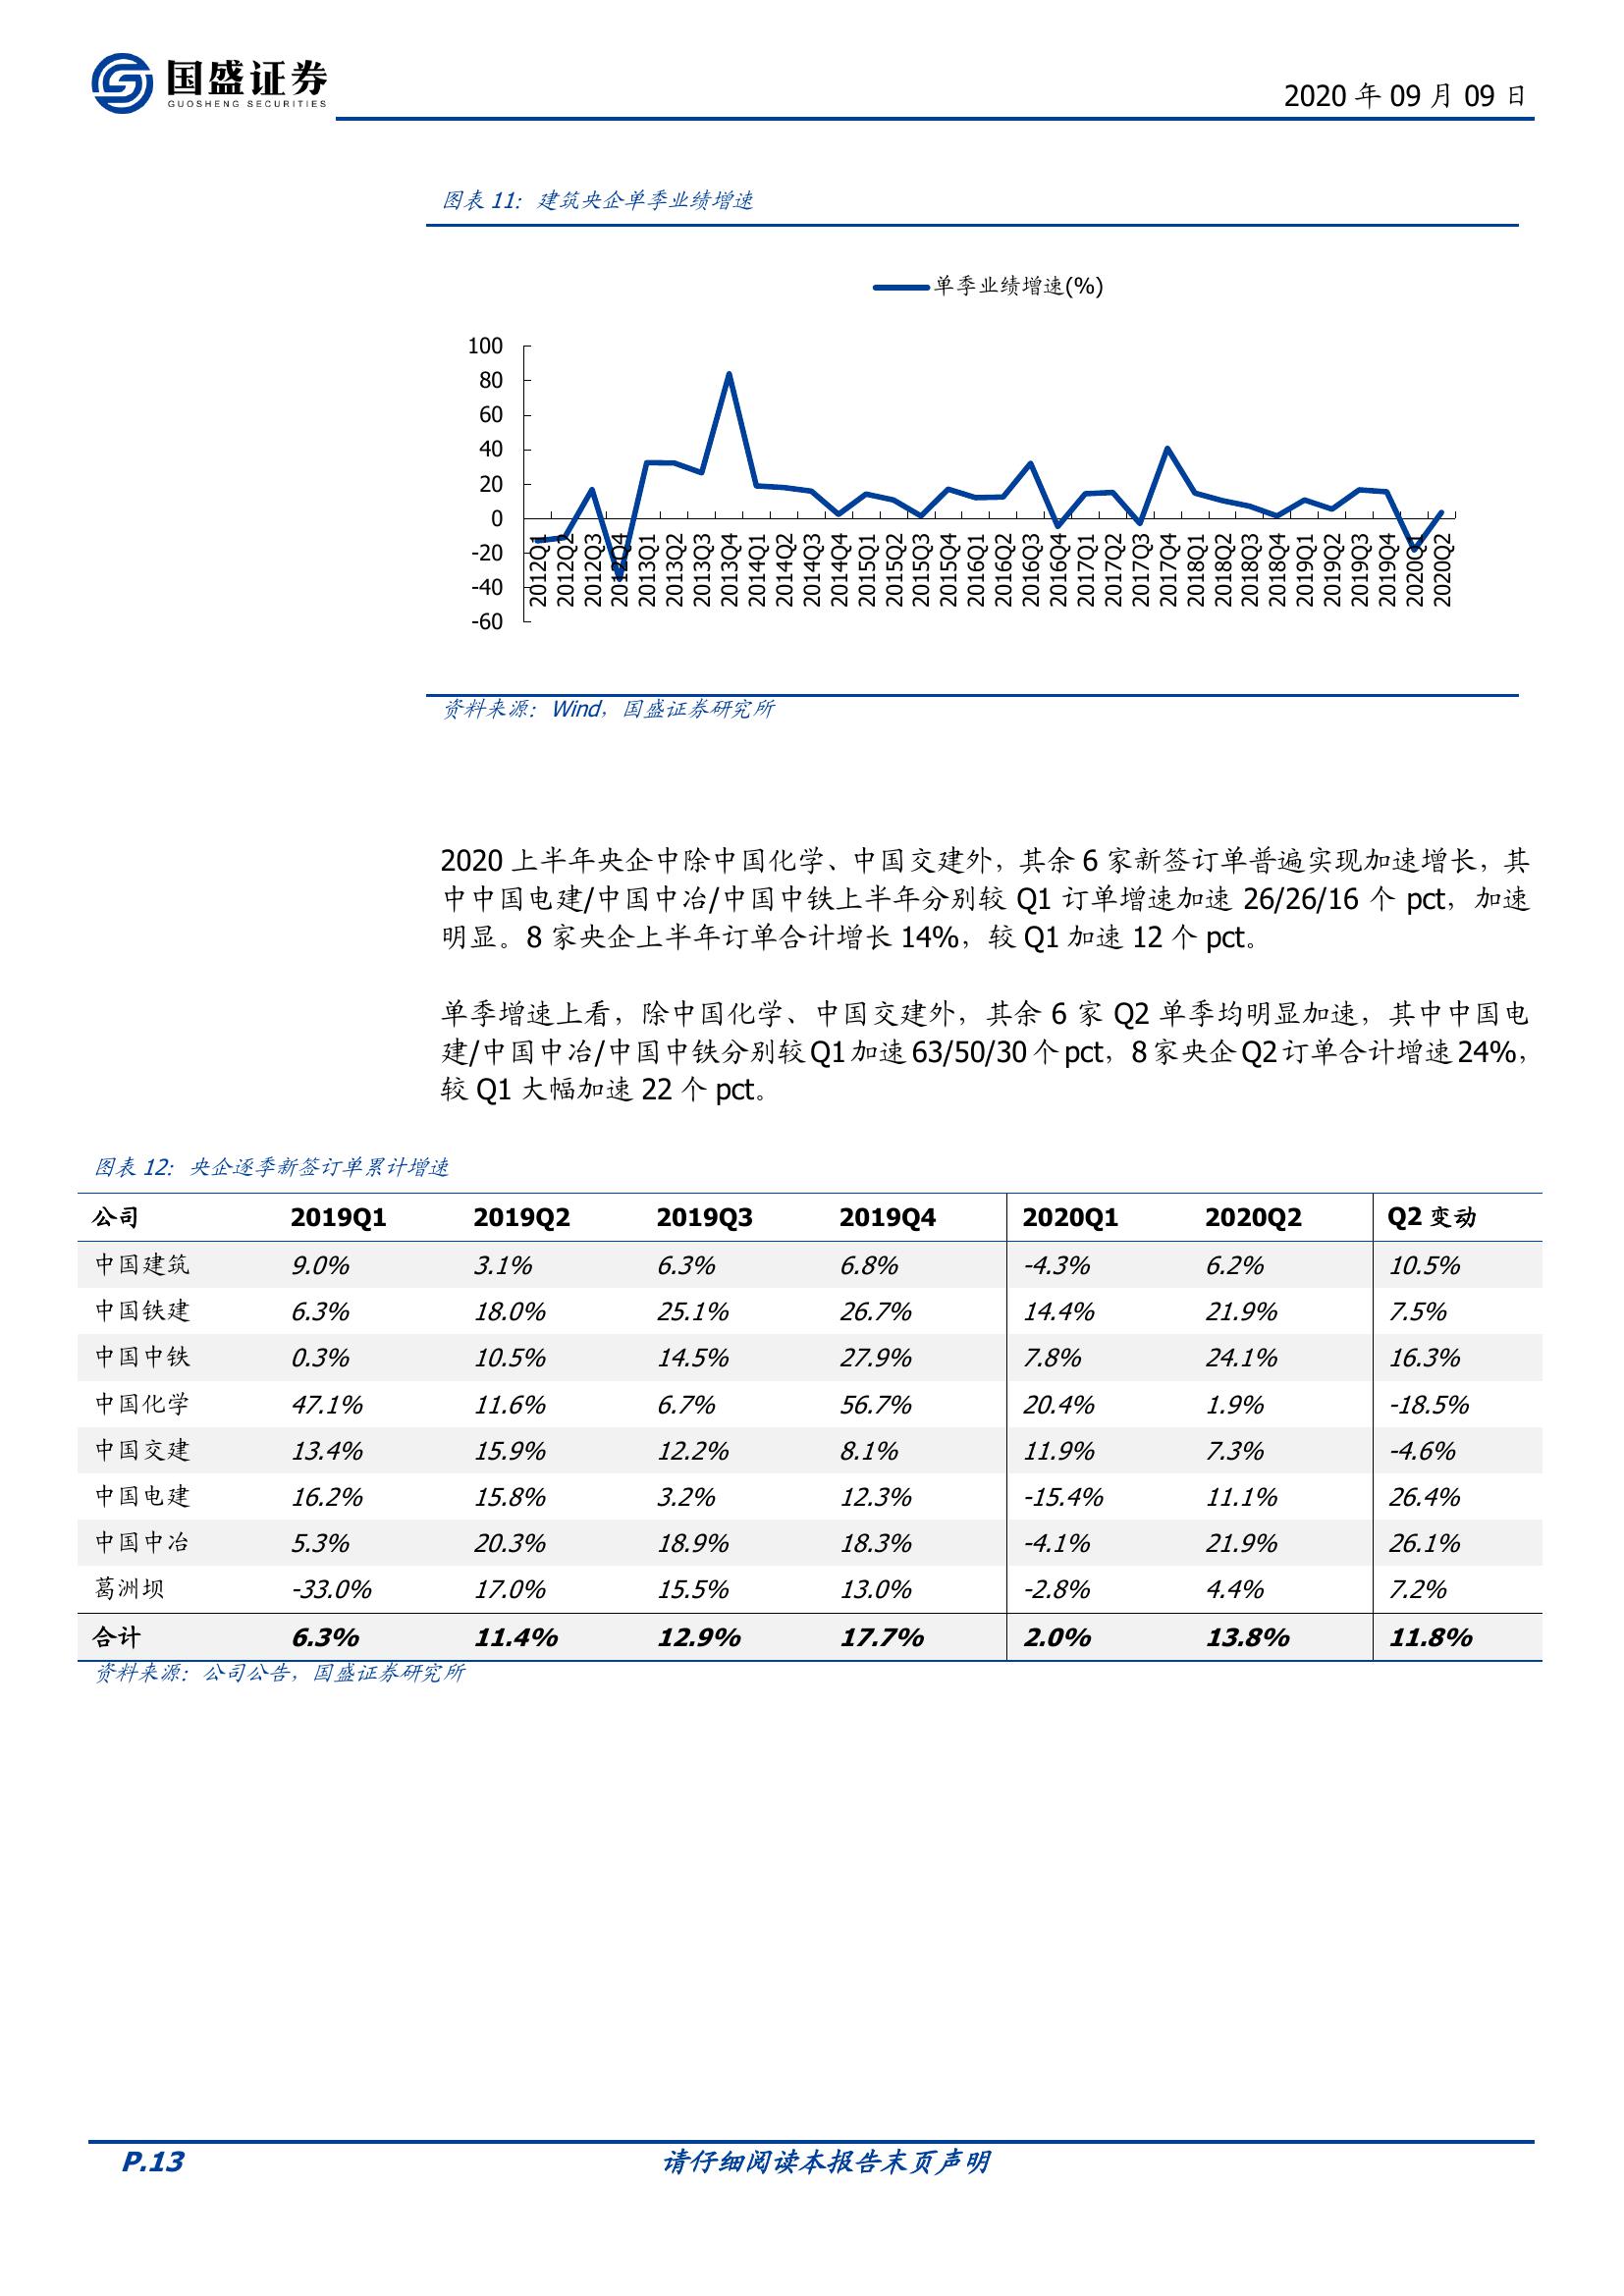 国盛证券
GUOSHENG SECURITIES
2020 年 09 月 09 日
图表 11：建筑央企单季业绩增速
单季业绩增速(%)
100
80
60
40
20
0
-20
-40
-60
2012Q1 2012Q2 2012Q3 2012Q4 2013Q1 2013Q2 2013Q3 2013Q4 2014Q1 2014Q2 2014Q3 2014Q4 2015Q1 2015Q2 2015Q3 2015Q4 2016Q1 2016Q2 2016Q3 2016Q4 2017Q1 2017Q2 2017Q3 2017Q4 2018Q1 2018Q2 2018Q3 2018Q4 2019Q1 2019Q2 2019Q3 2019Q4 2020Q1 2020Q2
资料来源：Wind，国盛证券研究所
2020 上半年央企中除中国化学、中国交建外，其余 6 家新签订单普遍实现加速增长，其
中中国电建/中国中冶/中国中铁上半年分别较 Q1 订单增速加速 26/26/16 个 pct，加速
明显。8 家央企上半年订单合计增长 14%，较 Q1 加速 12 个 pct。
单季增速上看，除中国化学、中国交建外，其余 6 家 Q2 单季均明显加速，其中中国电
建/中国中冶/中国中铁分别较 Q1 加速 63/50/30 个 pct，8 家央企 Q2 订单合计增速 24%，
较 Q1 大幅加速 22 个 pct。
图表 12：央企逐季新签订单累计增速
公司 2019Q1 2019Q2 2019Q3 2019Q4 2020Q1 2020Q2 Q2 变动
中国建筑 9.0% 3.1% 6.3% 6.8% -4.3% 6.2% 10.5%
中国铁建 6.3% 18.0% 25.1% 26.7% 14.4% 21.9% 7.5%
中国中铁 0.3% 10.5% 14.5% 27.9% 7.8% 24.1% 16.3%
中国化学 47.1% 11.6% 6.7% 56.7% 20.4% 1.9% -18.5%
中国交建 13.4% 15.9% 12.2% 8.1% 11.9% 7.3% -4.6%
中国电建 16.2% 15.8% 3.2% 12.3% -15.4% 11.1% 26.4%
中国中冶 5.3% 20.3% 18.9% 18.3% -4.1% 21.9% 26.1%
葛洲坝 -33.0% 17.0% 15.5% 13.0% -2.8% 4.4% 7.2%
合计 6.3% 11.4% 12.9% 17.7% 2.0% 13.8% 11.8%
资料来源：公司公告，国盛证券研究所
P.13 请仔细阅读本报告末页声明